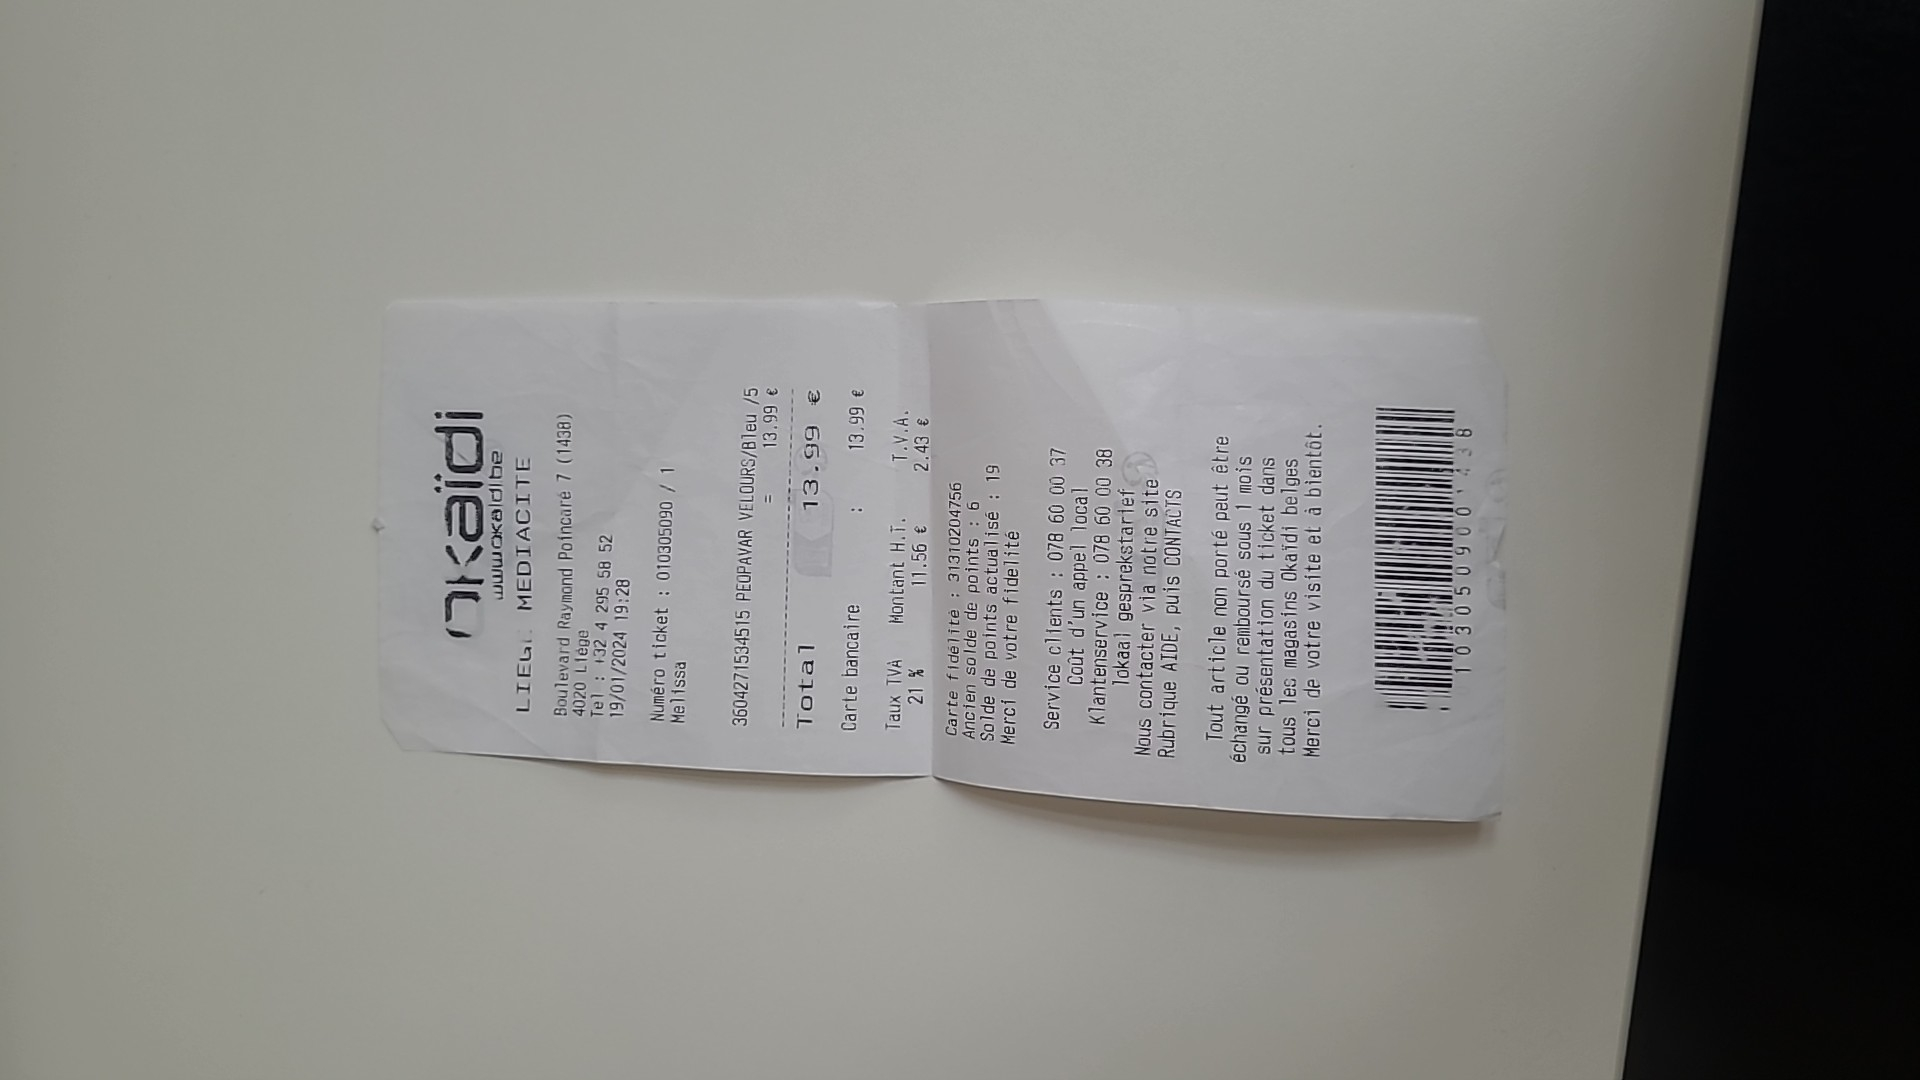 okaïdi
www.okaidi.be
LIEGE MEDIACITE
Boulevard Raymond Poincaré 7 (1438)
4020 Liége
Tel : +32 4 295 58 52
19/01/2024 19:28
Numéro ticket : 010305090 / 1
Melissa
3604271534515 PEOPAVAR VELOURS/Bleu /5
= 13.99 €
Total 13.99 €
Carte bancaire : 13.99 €
Taux TVA Montant H.T. T.V.A.
21 % 11.56 € 2.43 €
Carte fidélité : 31310204756
Ancien solde de points : 6
Solde de points actualisé : 19
Merci de votre fidelité
Service clients : 078 60 00 37
Coût d'un appel local
Klantenservice : 078 60 00 38
lokaal gesprekstarief
Nous contacter via notre site
Rubrique AIDE, puis CONTACTS
Tout article non porté peut être
échangé ou remboursé sous 1 mois
sur présentation du ticket dans
tous les magasins Okaïdi belges
Merci de votre visite et à bientôt.
1030509001438